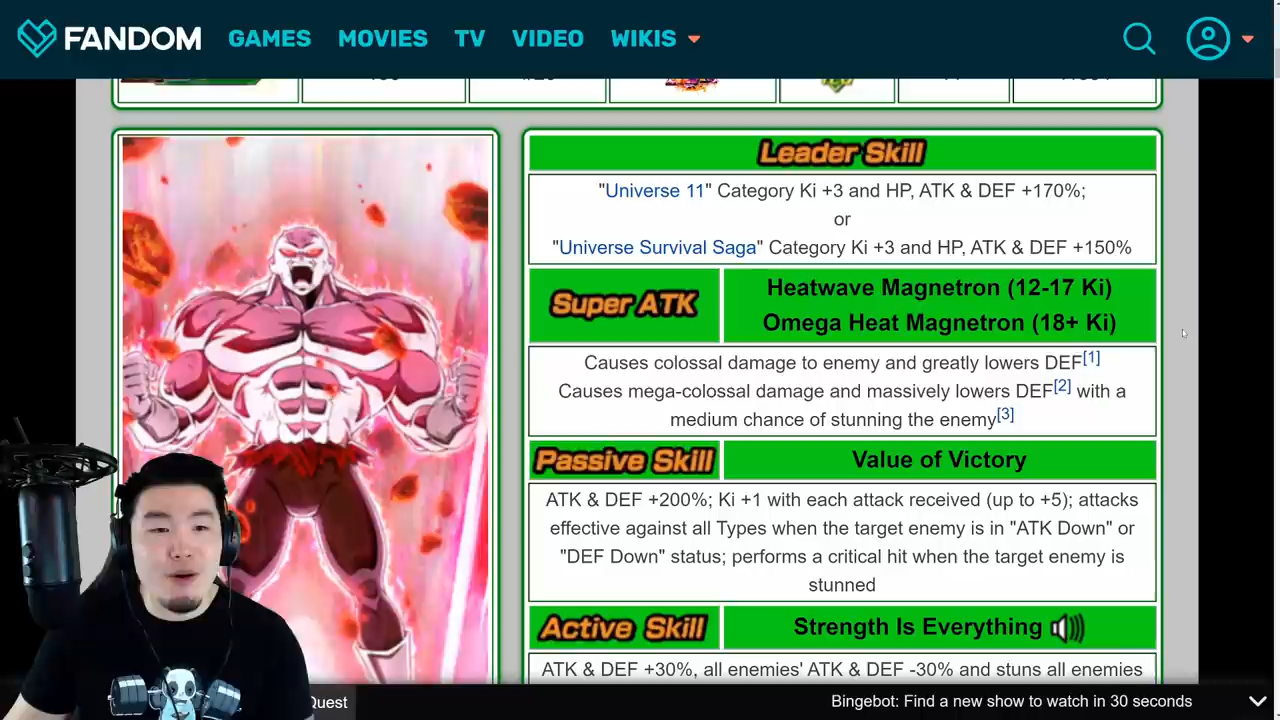 FANDOM GAMES MOVIES TV VIDEO WIKIS
Leader Skill
"Universe 11" Category Ki +3 and HP, ATK & DEF +170%;
or
"Universe Survival Saga" Category Ki +3 and HP, ATK & DEF +150%
Super ATK
Heatwave Magnetron (12-17 Ki)
Omega Heat Magnetron (18+ Ki)
Causes colossal damage to enemy and greatly lowers DEF[1]
Causes mega-colossal damage and massively lowers DEF[2] with a
medium chance of stunning the enemy[3]
Passive Skill Value of Victory
ATK & DEF +200%; Ki +1 with each attack received (up to +5); attacks
effective against all Types when the target enemy is in "ATK Down" or
"DEF Down" status; performs a critical hit when the target enemy is
stunned
Active Skill Strength Is Everything
ATK & DEF +30%, all enemies' ATK & DEF -30% and stuns all enemies
Quest Bingebot: Find a new show to watch in 30 seconds